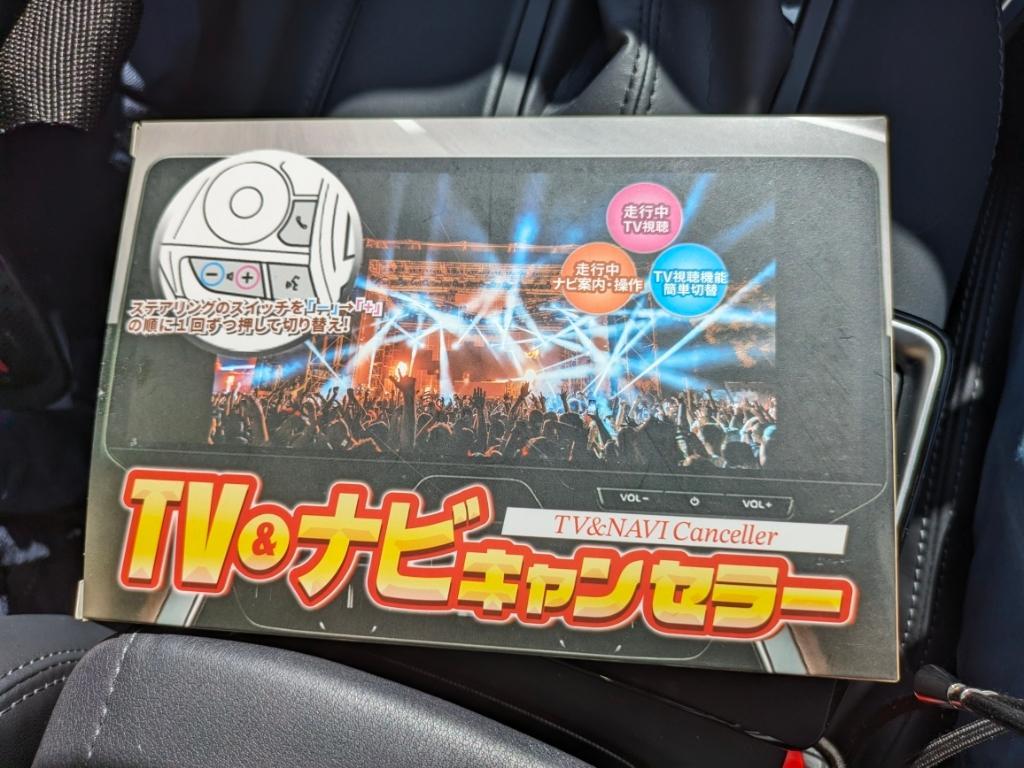 走行中
TV視聴
走行中
ナビ案内・操作
TV視聴機能
簡単切替
ステアリングのスイッチを『−』→『+』
の順に1回ずつ押して切り替え!
VOL−
VOL+
TV&NAVI Canceller
TV&ナビキャンセラー